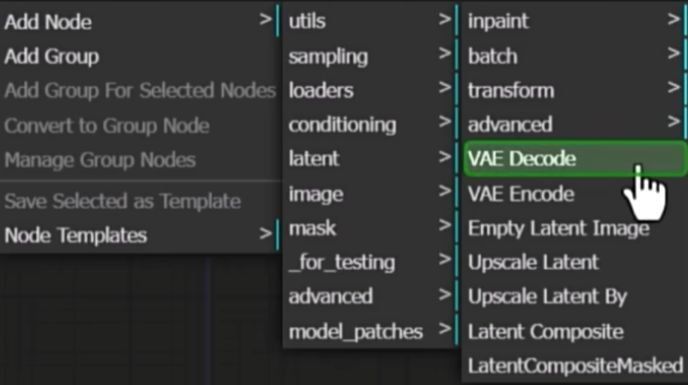 Add Node >
Add Group
Add Group For Selected Nodes
Convert to Group Node
Manage Group Nodes
Save Selected as Template
Node Templates >
utils >
sampling >
loaders >
conditioning >
latent >
image >
mask >
_for_testing >
advanced >
model_patches >
inpaint >
batch >
transform >
advanced >
VAE Decode
VAE Encode
Empty Latent Image
Upscale Latent
Upscale Latent By
Latent Composite
LatentCompositeMasked